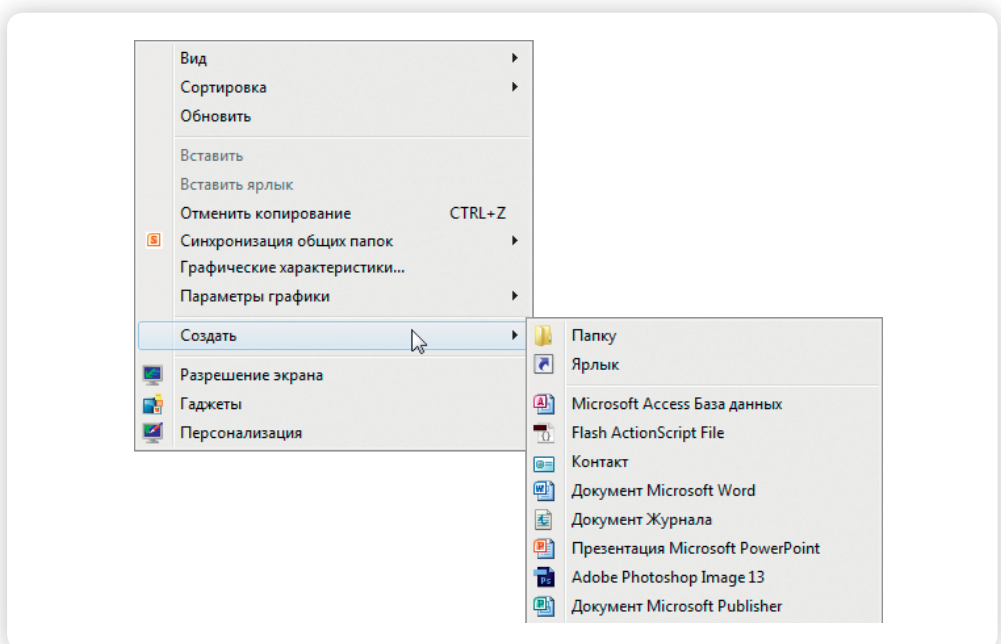 Вид
Сортировка
Обновить
Вставить
Вставить ярлык
Отменить копирование CTRL+Z
Синхронизация общих папок
Графические характеристики...
Параметры графики
Создать
Разрешение экрана
Гаджеты
Персонализация
Папку
Ярлык
Microsoft Access База данных
Flash ActionScript File
Контакт
Документ Microsoft Word
Документ Журнала
Презентация Microsoft PowerPoint
Adobe Photoshop Image 13
Документ Microsoft Publisher